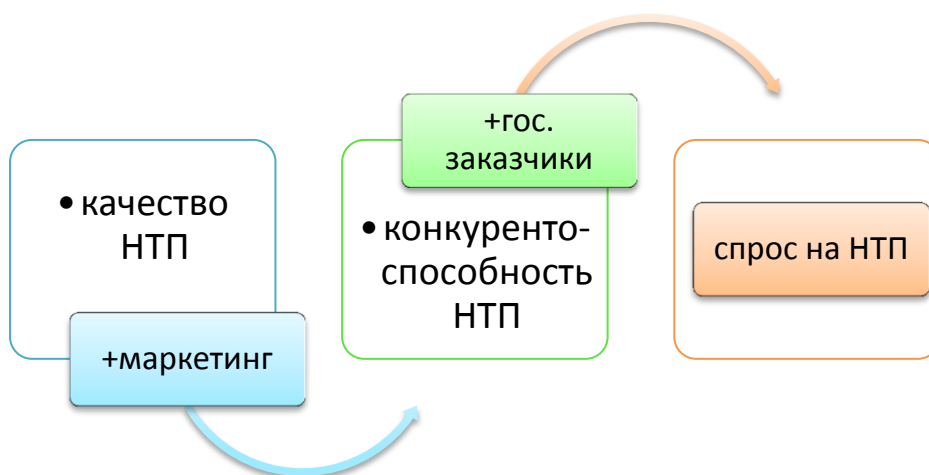 • качество
НТП
+маркетинг
+гос.
заказчики
• конкуренто-
способность
НТП
спрос на НТП